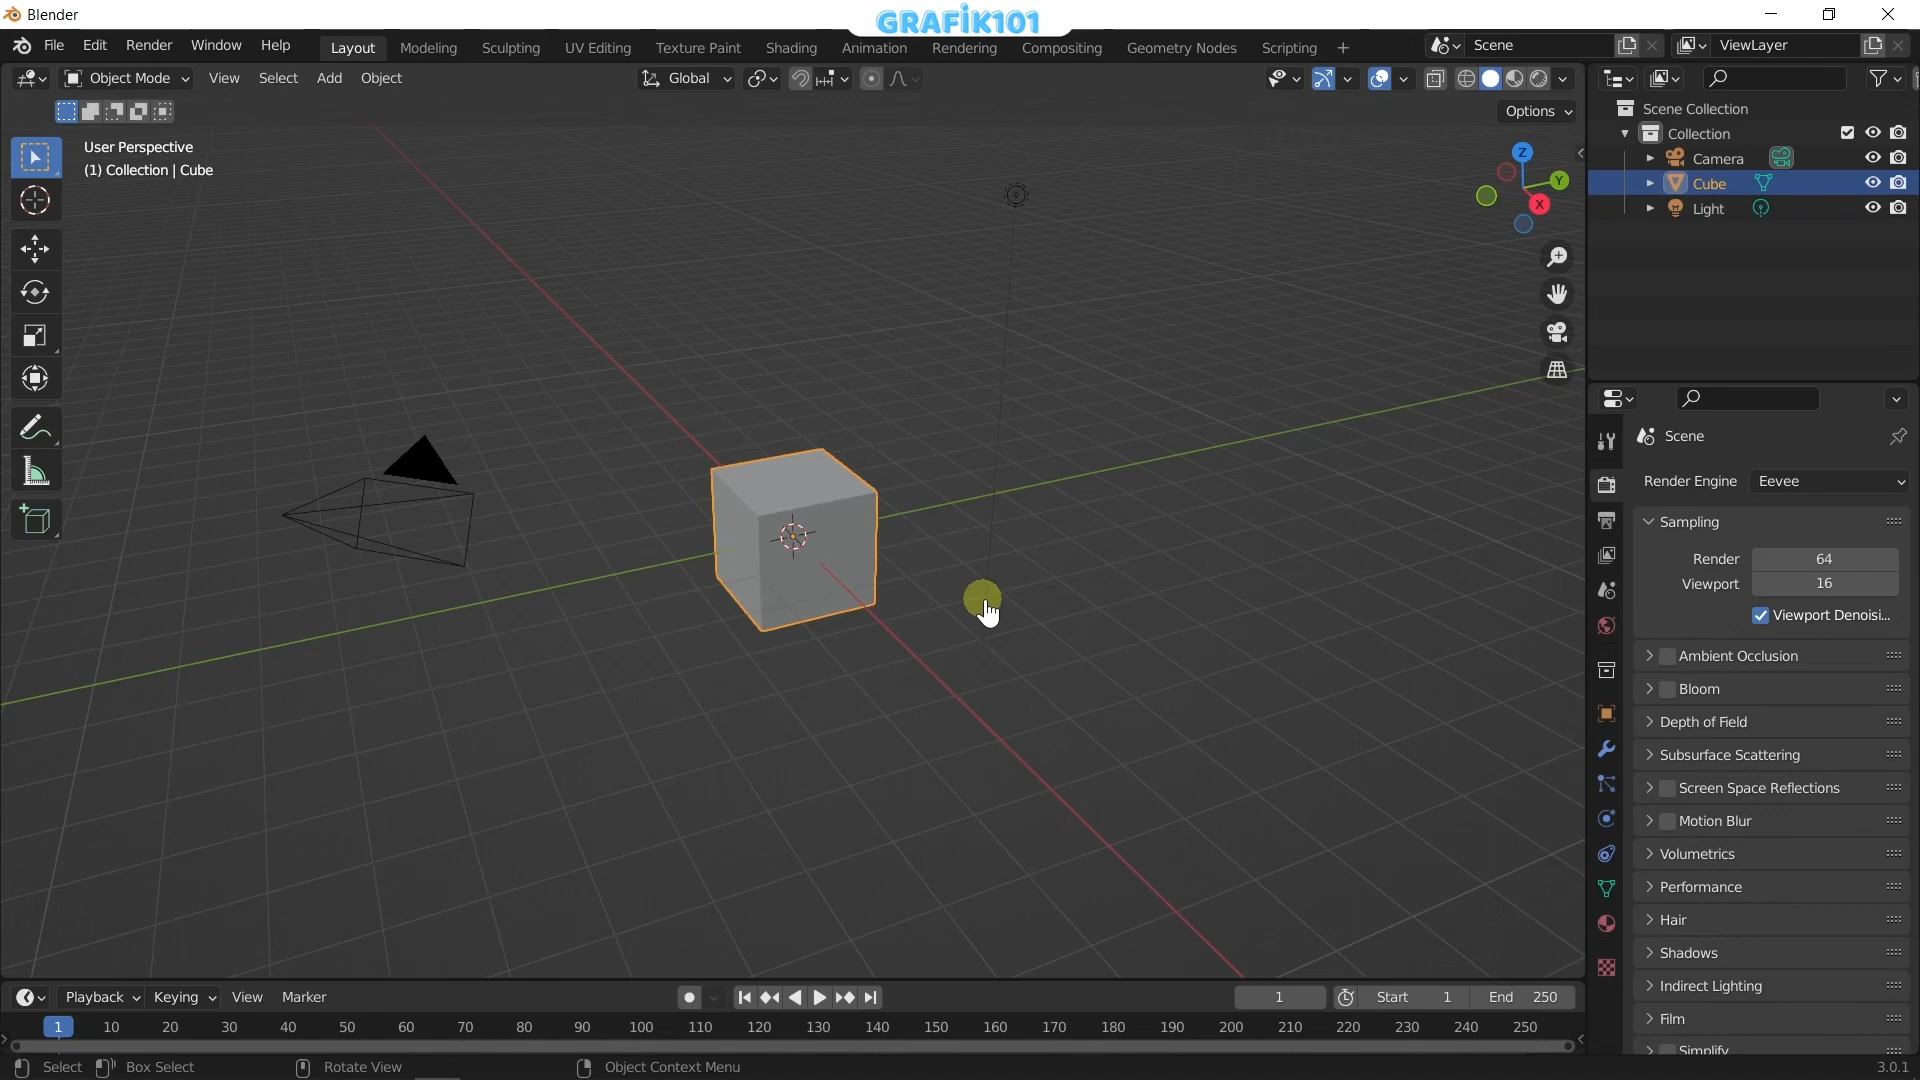 Blender
GRAFİK101
File Edit Render Window Help
Layout Modeling Sculpting UV Editing Texture Paint Shading Animation Rendering Compositing Geometry Nodes Scripting +
Scene
ViewLayer
Object Mode View Select Add Object
Global
Options
User Perspective
(1) Collection | Cube
Z
Y
X
Scene Collection
Collection
Camera
Cube
Light
Scene
Render Engine Eevee
Sampling
Render 64
Viewport 16
Viewport Denoisi...
Ambient Occlusion
Bloom
Depth of Field
Subsurface Scattering
Screen Space Reflections
Motion Blur
Volumetrics
Performance
Hair
Shadows
Indirect Lighting
Film
Simplify
Playback Keying View Marker
1 Start 1 End 250
1 10 20 30 40 50 60 70 80 90 100 110 120 130 140 150 160 170 180 190 200 210 220 230 240 250
Select Box Select Rotate View Object Context Menu 3.0.1